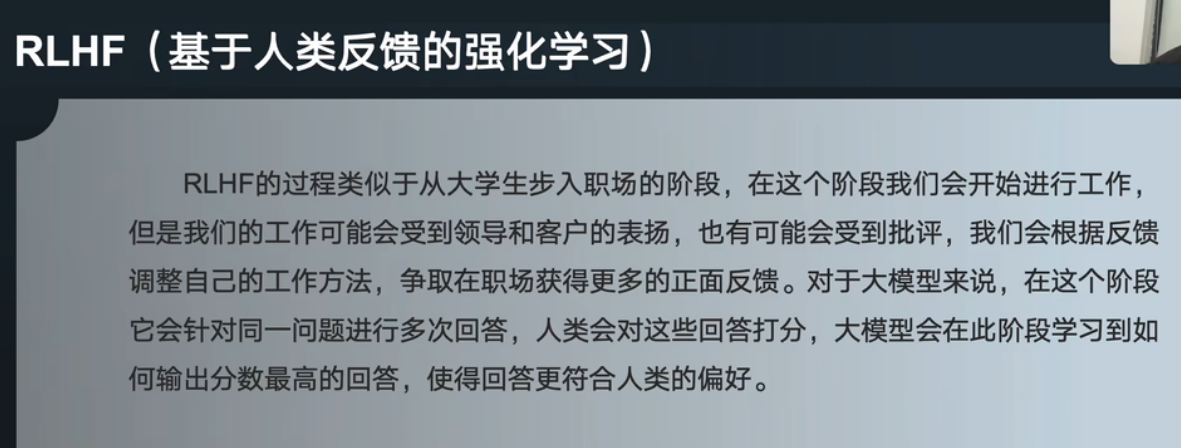 RLHF（基于人类反馈的强化学习）
RLHF的过程类似于从大学生步入职场的阶段，在这个阶段我们会开始进行工作，
但是我们的工作可能会受到领导和客户的表扬，也有可能会受到批评，我们会根据反馈
调整自己的工作方法，争取在职场获得更多的正面反馈。对于大模型来说，在这个阶段
它会针对同一问题进行多次回答，人类会对这些回答打分，大模型会在此阶段学习到如
何输出分数最高的回答，使得回答更符合人类的偏好。